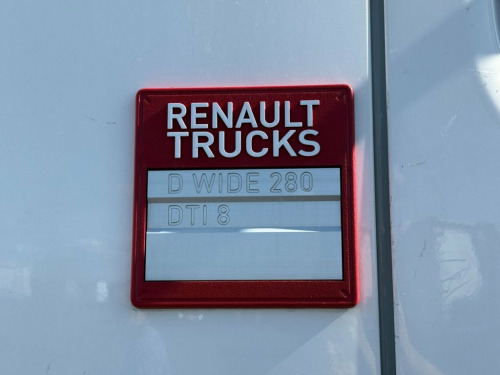 RENAULT
TRUCKS
D WIDE 280
DTI 8